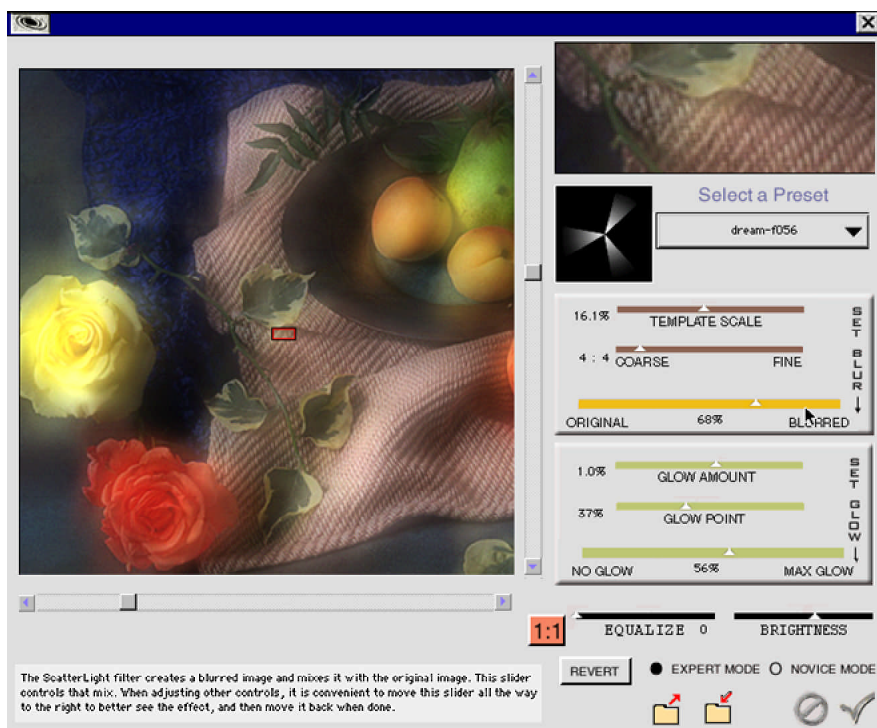 Select a Preset
dream-f056
16.1%
TEMPLATE SCALE
4 : 4
COARSE
FINE
SET BLUR
ORIGINAL
68%
BLURRED
1.0%
GLOW AMOUNT
37%
GLOW POINT
SET GLOW
NO GLOW
56%
MAX GLOW
1:1
EQUALIZE 0
BRIGHTNESS
REVERT
EXPERT MODE
NOVICE MODE
The ScatterLight filter creates a blurred image and mixes it with the original image. This slider
controls that mix. When adjusting other controls, it is convenient to move this slider all the way
to the right to better see the effect, and then move it back when done.